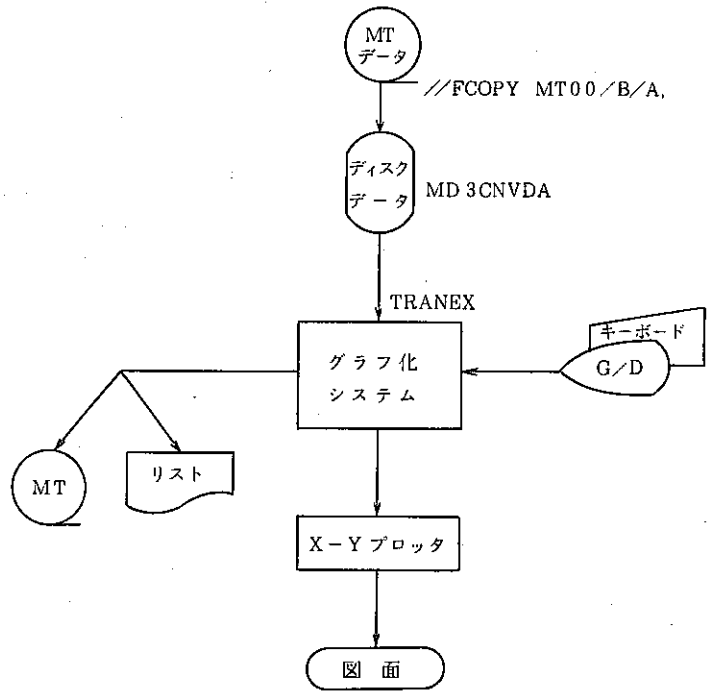 MT
データ
//FCOPY MT00/B/A,
ディスク
データ
MD3CNVDA
TRANEX
グラフ化
システム
キーボード
G/D
MT
リスト
X-Yプロッタ
図面